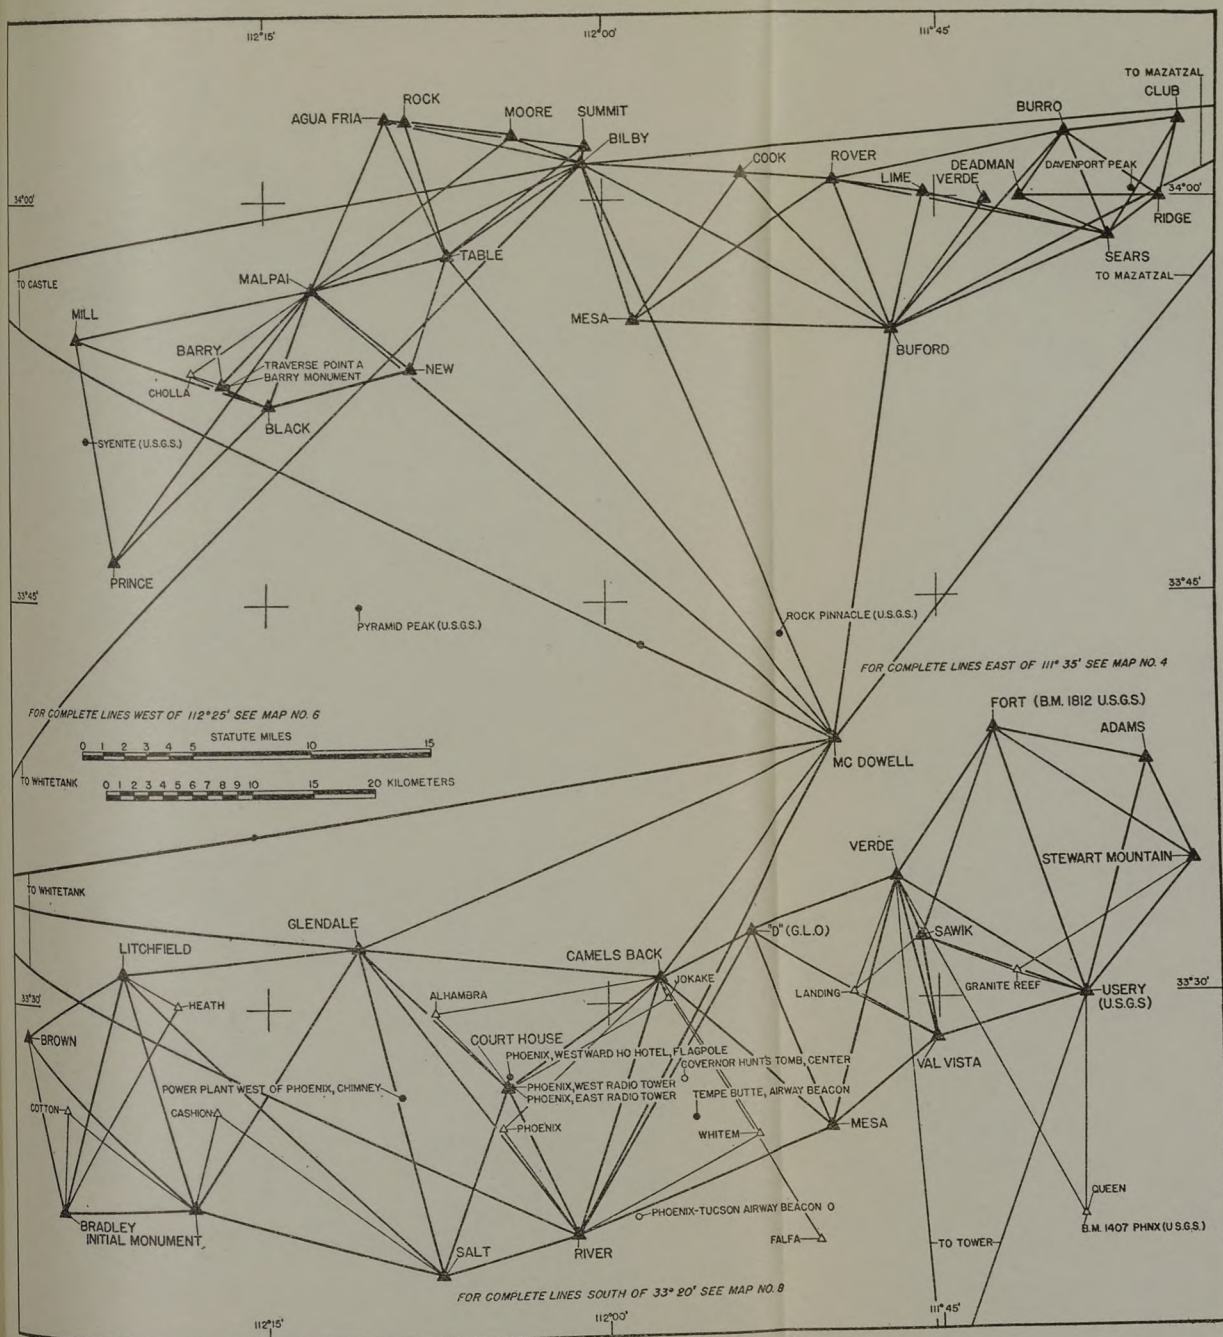 112°15'
112°00'
111°45'
TO MAZATZAL
CLUB
ROCK
AGUA FRIA
MOORE
SUMMIT
BURRO
BILBY
COOK
ROVER
DEADMAN
DAVENPORT PEAK
LIME
VERDE
34°00'
34°00'
RIDGE
TABLE
SEARS
TO MAZATZAL
MALPAI
TO CASTLE
MILL
MESA
BUFORD
BARRY
TRAVERSE POINT A
BARRY MONUMENT
NEW
CHOLLA
BLACK
SYENITE (U.S.G.S.)
PRINCE
33°45'
33°45'
PYRAMID PEAK (U.S.G.S.)
ROCK PINNACLE (U.S.G.S.)
FOR COMPLETE LINES EAST OF 111° 35' SEE MAP NO. 4
FORT (B.M. 1812 U.S.G.S.)
FOR COMPLETE LINES WEST OF 112°25' SEE MAP NO. 6
ADAMS
STATUTE MILES
0 1 2 3 4 5 10 15
MC DOWELL
TO WHITETANK
0 1 2 3 4 5 6 7 8 9 10 15 20 KILOMETERS
VERDE
STEWART MOUNTAIN
TO WHITETANK
GLENDALE
"D" (G.L.O)
SAWIK
LITCHFIELD
CAMELS BACK
JOKAKE
GRANITE REEF
33°30'
33°30'
HEATH
ALHAMBRA
LANDING
USERY
(U.S.G.S)
BROWN
COURT HOUSE
PHOENIX, WESTWARD HO HOTEL, FLAGPOLE
GOVERNOR HUNT'S TOMB, CENTER
VAL VISTA
POWER PLANT WEST OF PHOENIX, CHIMNEY
PHOENIX, WEST RADIO TOWER
PHOENIX, EAST RADIO TOWER
TEMPE BUTTE, AIRWAY BEACON
COTTON
CASHION
PHOENIX
WHITEM
MESA
QUEEN
BRADLEY
INITIAL MONUMENT
PHOENIX-TUCSON AIRWAY BEACON
B.M. 1407 PHNX (U.S.G.S.)
SALT
RIVER
FALFA
TO TOWER
FOR COMPLETE LINES SOUTH OF 33° 20' SEE MAP NO. 8
112°15'
112°00'
111°45'